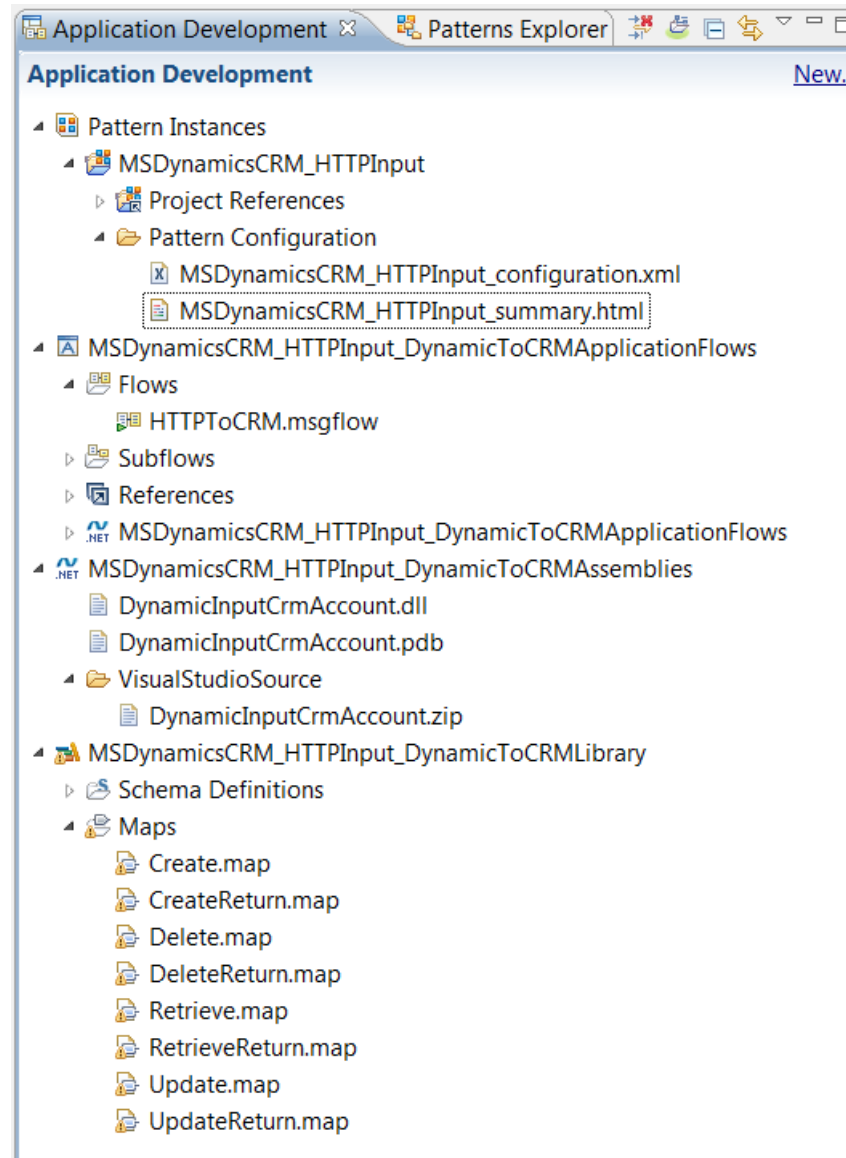 Application Development Patterns Explorer
Application Development New.
Pattern Instances
MSDynamicsCRM_HTTPInput
Project References
Pattern Configuration
MSDynamicsCRM_HTTPInput_configuration.xml
MSDynamicsCRM_HTTPInput_summary.html
MSDynamicsCRM_HTTPInput_DynamicToCRMApplicationFlows
Flows
HTTPToCRM.msgflow
Subflows
References
.NET MSDynamicsCRM_HTTPInput_DynamicToCRMApplicationFlows
.NET MSDynamicsCRM_HTTPInput_DynamicToCRMAssemblies
DynamicInputCrmAccount.dll
DynamicInputCrmAccount.pdb
VisualStudioSource
DynamicInputCrmAccount.zip
MSDynamicsCRM_HTTPInput_DynamicToCRMLibrary
Schema Definitions
Maps
Create.map
CreateReturn.map
Delete.map
DeleteReturn.map
Retrieve.map
RetrieveReturn.map
Update.map
UpdateReturn.map